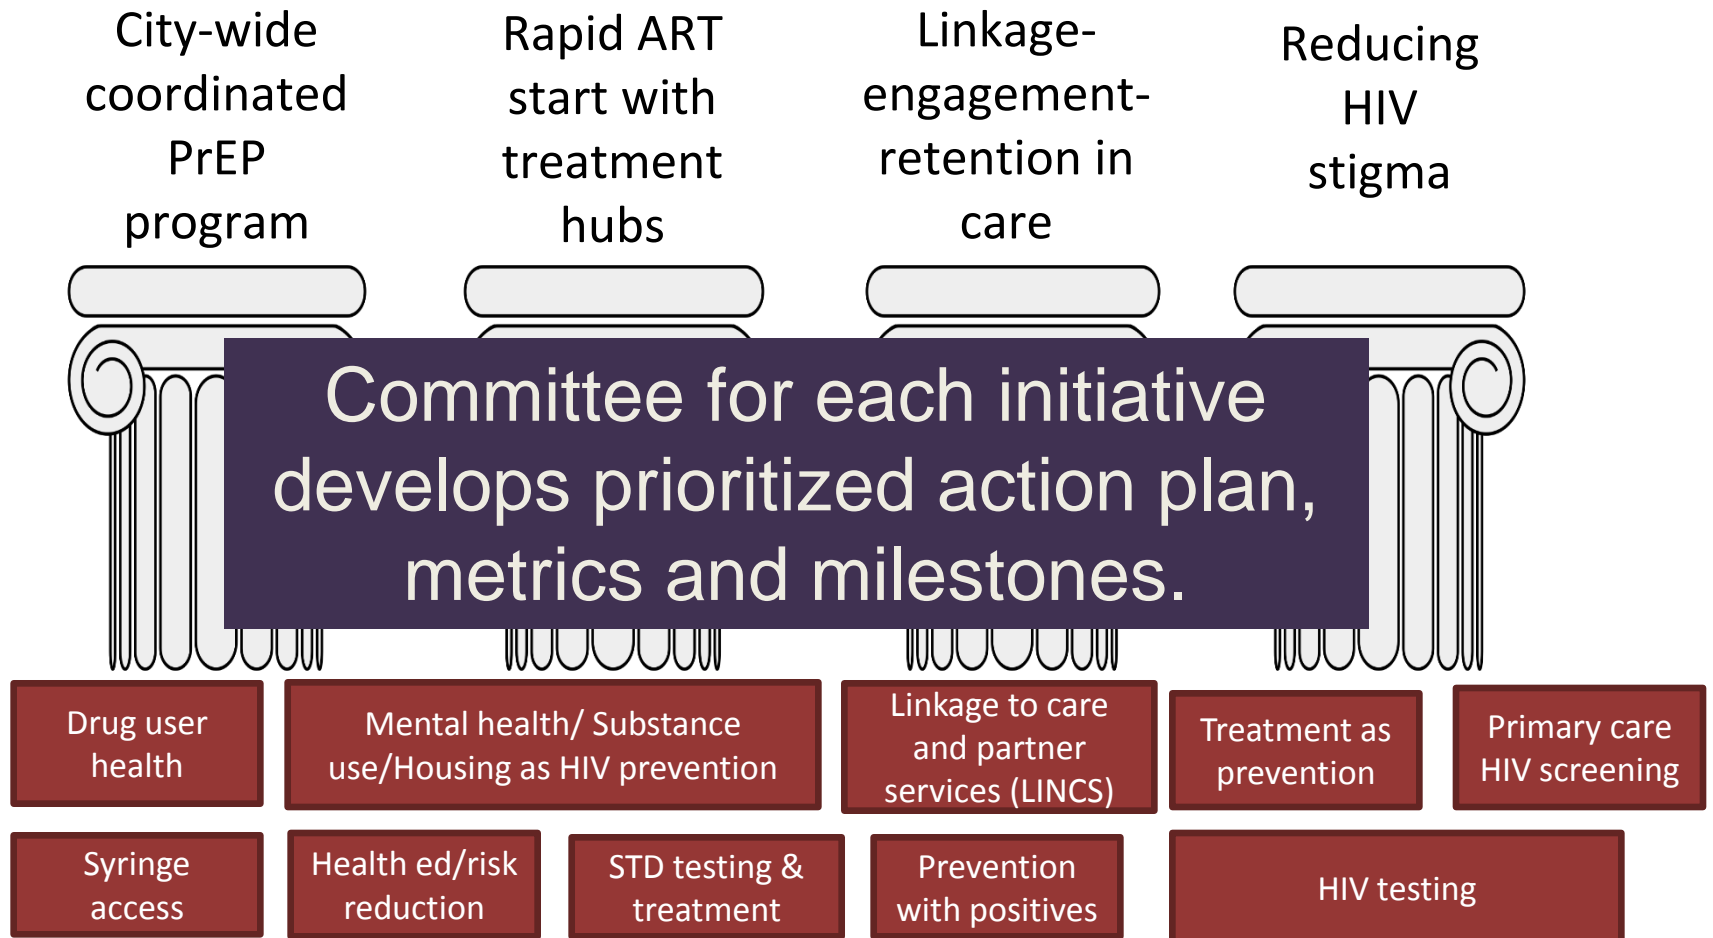 City-wide
coordinated
PrEP
program
Rapid ART
start with
treatment
hubs
Linkage-
engagement-
retention in
care
Reducing
HIV
stigma
Committee for each initiative
develops prioritized action plan,
metrics and milestones.
Drug user
health
Mental health/ Substance
use/Housing as HIV prevention
Linkage to care
and partner
services (LINCS)
Treatment as
prevention
Primary care
HIV screening
Syringe
access
Health ed/risk
reduction
STD testing &
treatment
Prevention
with positives
HIV testing